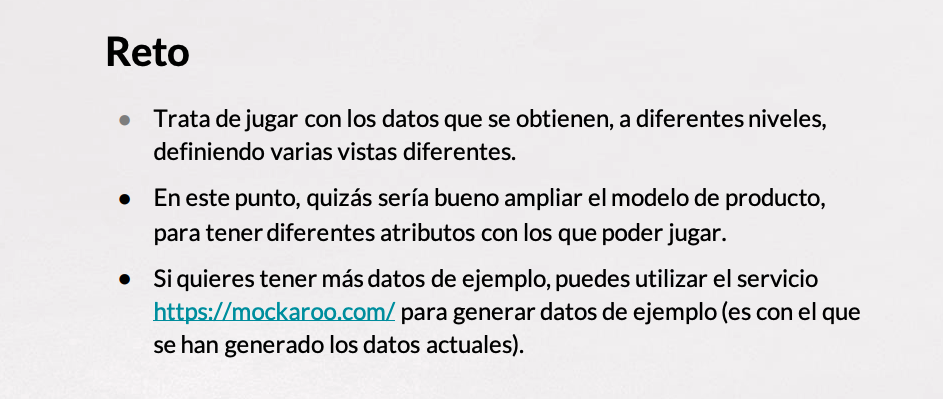 Reto
● Trata de jugar con los datos que se obtienen, a diferentes niveles,
definiendo varias vistas diferentes.
● En este punto, quizás sería bueno ampliar el modelo de producto,
para tener diferentes atributos con los que poder jugar.
● Si quieres tener más datos de ejemplo, puedes utilizar el servicio
https://mockaroo.com/ para generar datos de ejemplo (es con el que
se han generado los datos actuales).